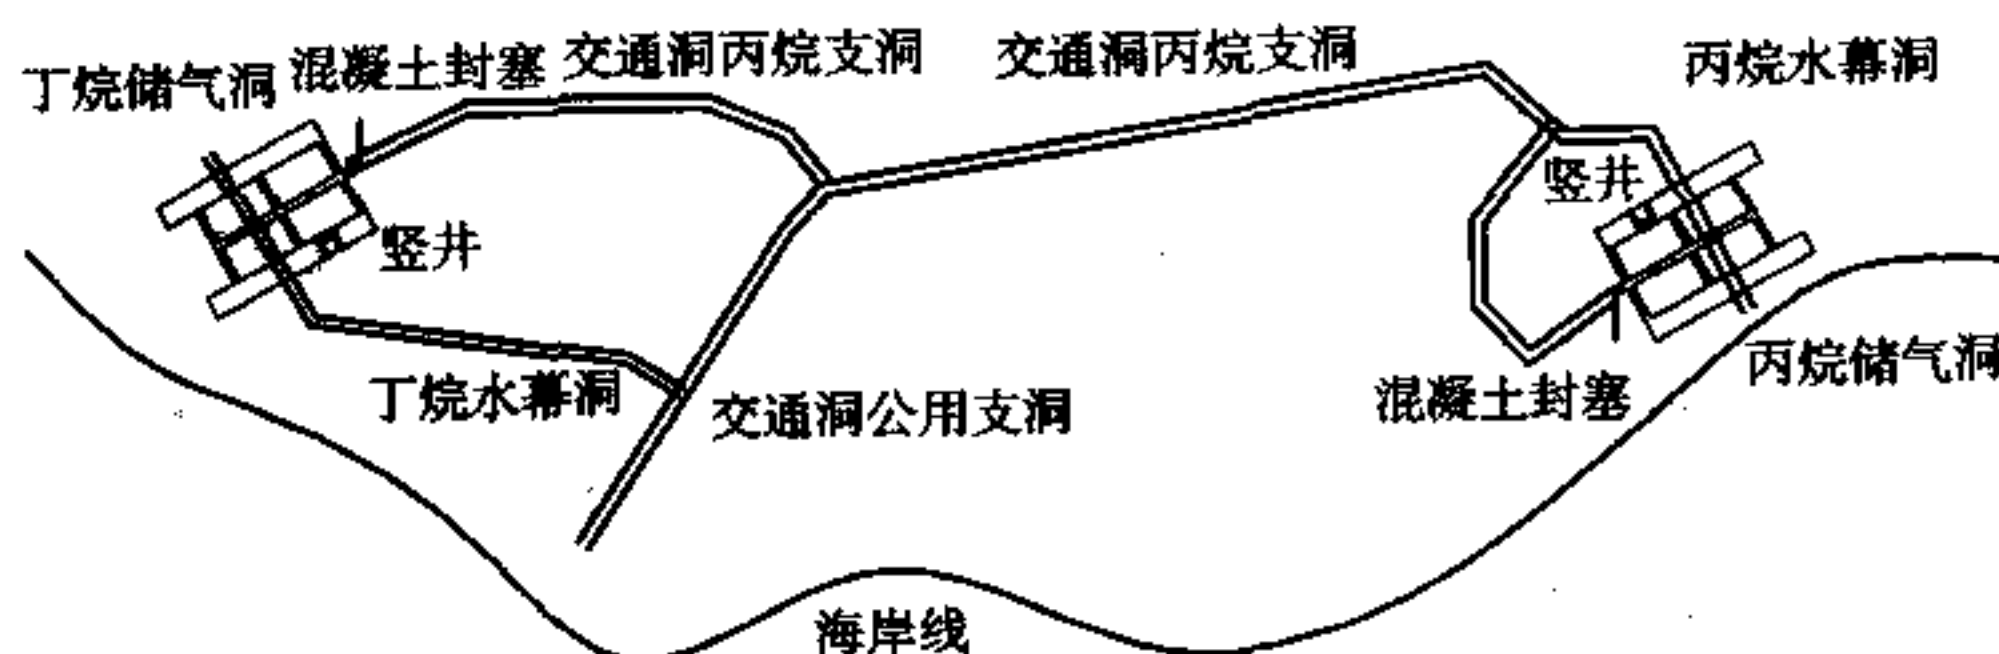 丁烷储气洞
混凝土封塞
交通洞丙烷支洞
交通洞丙烷支洞
丙烷水幕洞
竖井
竖井
丁烷水幕洞
交通洞公用支洞
混凝土封塞
丙烷储气洞
海岸线